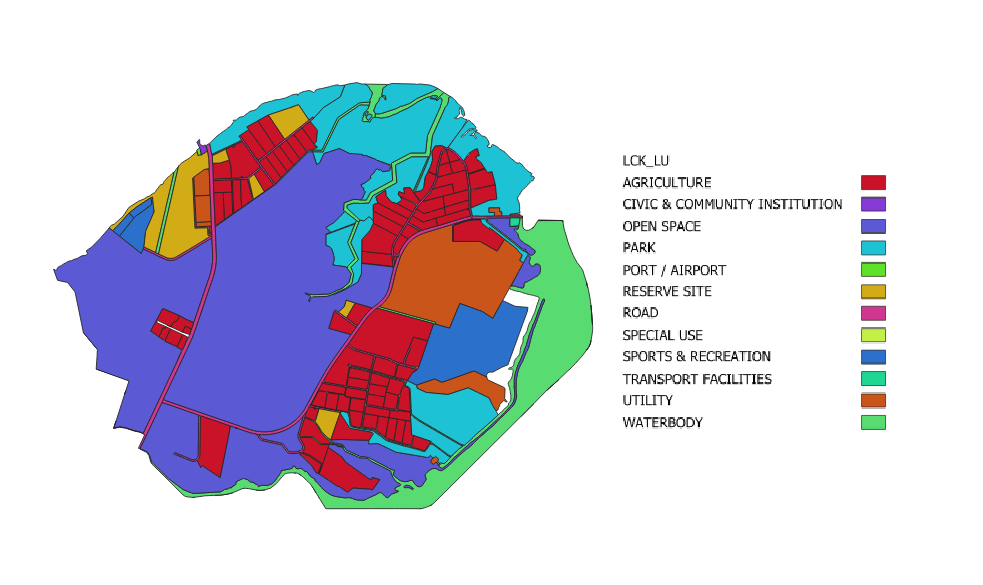 LCK_LU
AGRICULTURE
CIVIC & COMMUNITY INSTITUTION
OPEN SPACE
PARK
PORT / AIRPORT
RESERVE SITE
ROAD
SPECIAL USE
SPORTS & RECREATION
TRANSPORT FACILITIES
UTILITY
WATERBODY